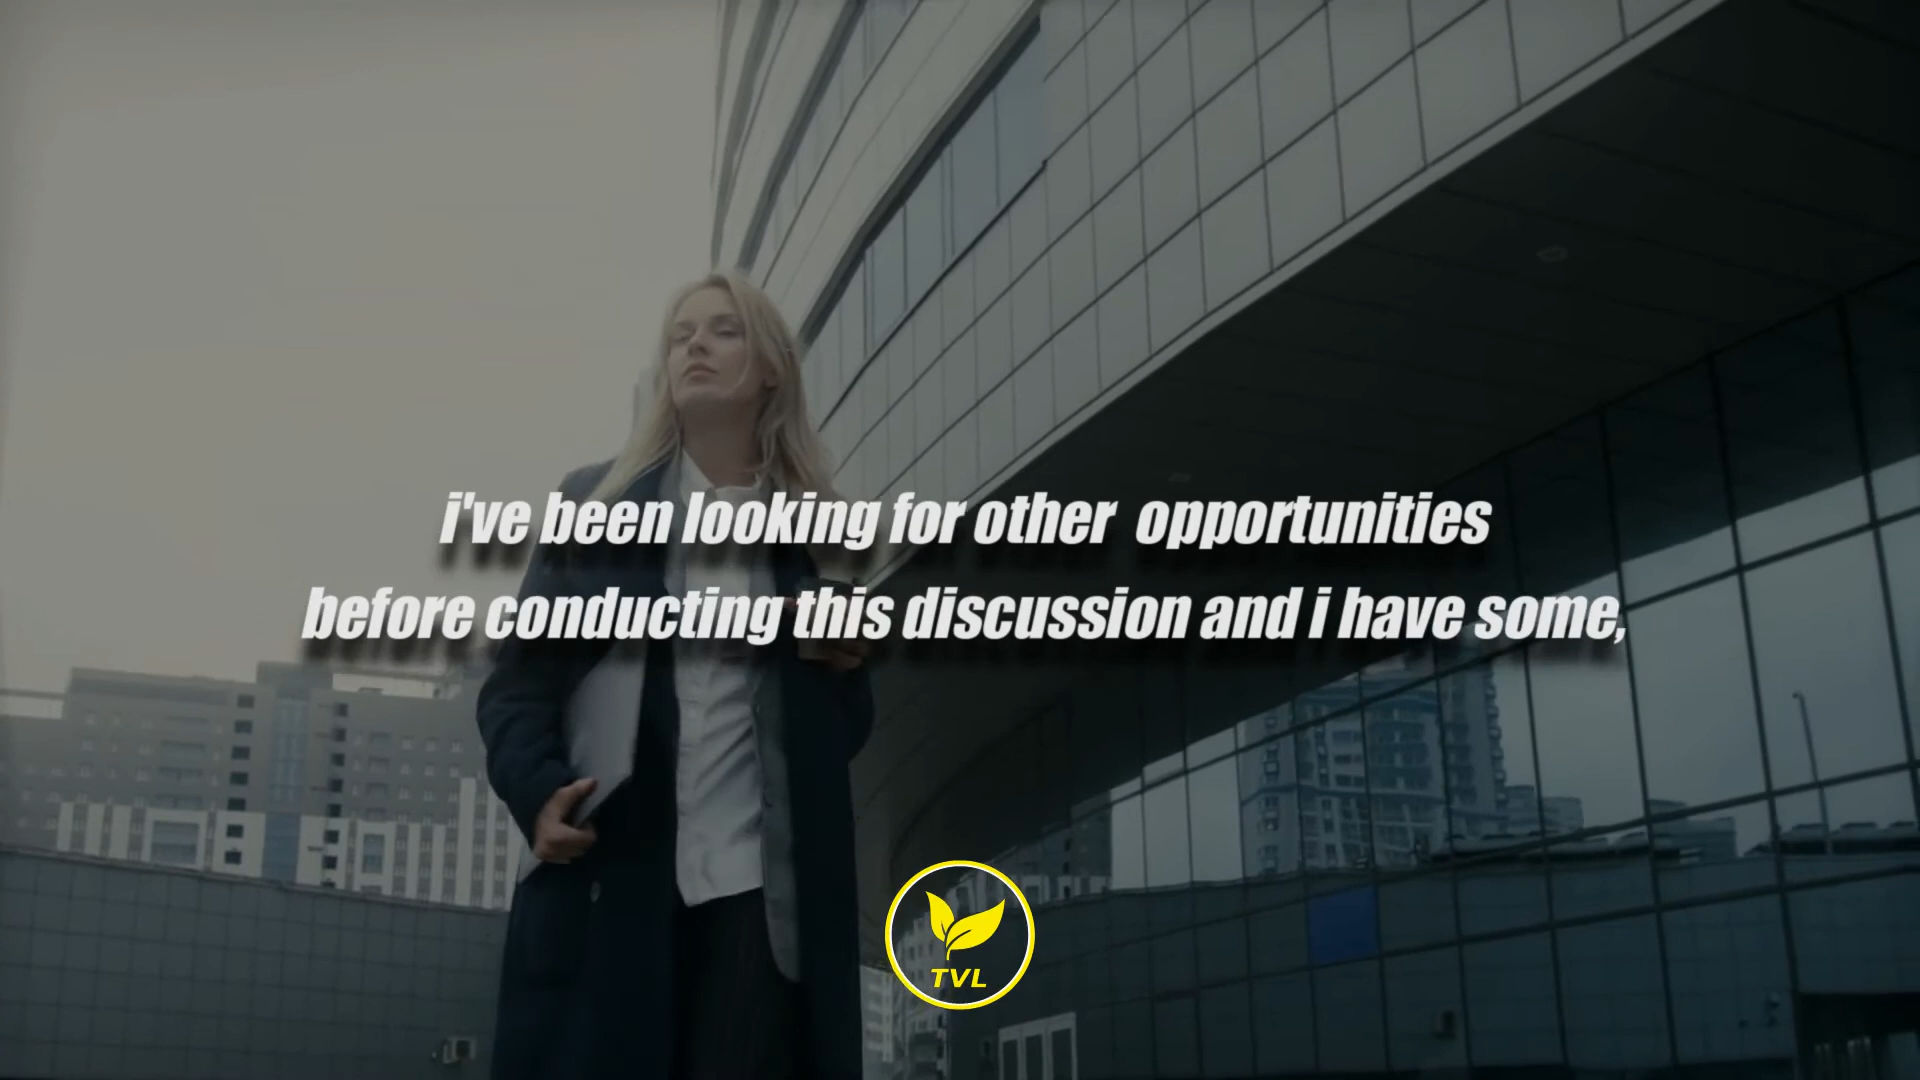 i've been looking for other  opportunities
before conducting this discussion and i have some,
TVL